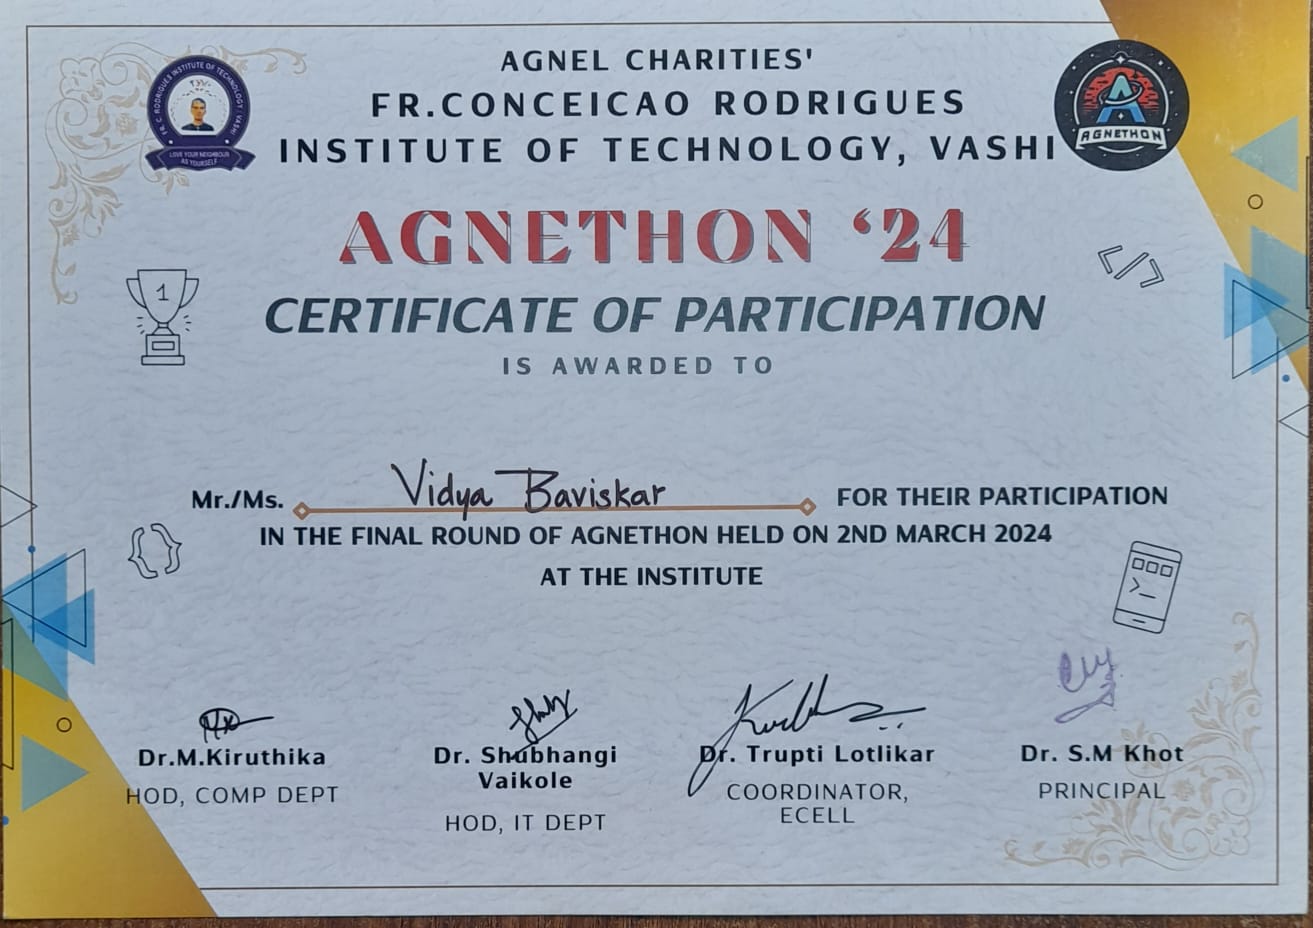 AGNEL CHARITIES'
FR.CONCEICAO RODRIGUES
INSTITUTE OF TECHNOLOGY, VASHI
FR. C. RODRIGUES INSTITUTE OF TECHNOLOGY, VASHI
LOVE YOUR NEIGHBOUR
AS YOURSELF
AGNETHON
AGNETHON ‘24
CERTIFICATE OF PARTICIPATION
IS AWARDED TO
1
</>
Mr./Ms. Vidya Baviskar FOR THEIR PARTICIPATION
IN THE FINAL ROUND OF AGNETHON HELD ON 2ND MARCH 2024
AT THE INSTITUTE
{}
Dr.M.Kiruthika
HOD, COMP DEPT
Dr. Shubhangi
Vaikole
HOD, IT DEPT
Dr. Trupti Lotlikar
COORDINATOR,
ECELL
Dr. S.M Khot
PRINCIPAL